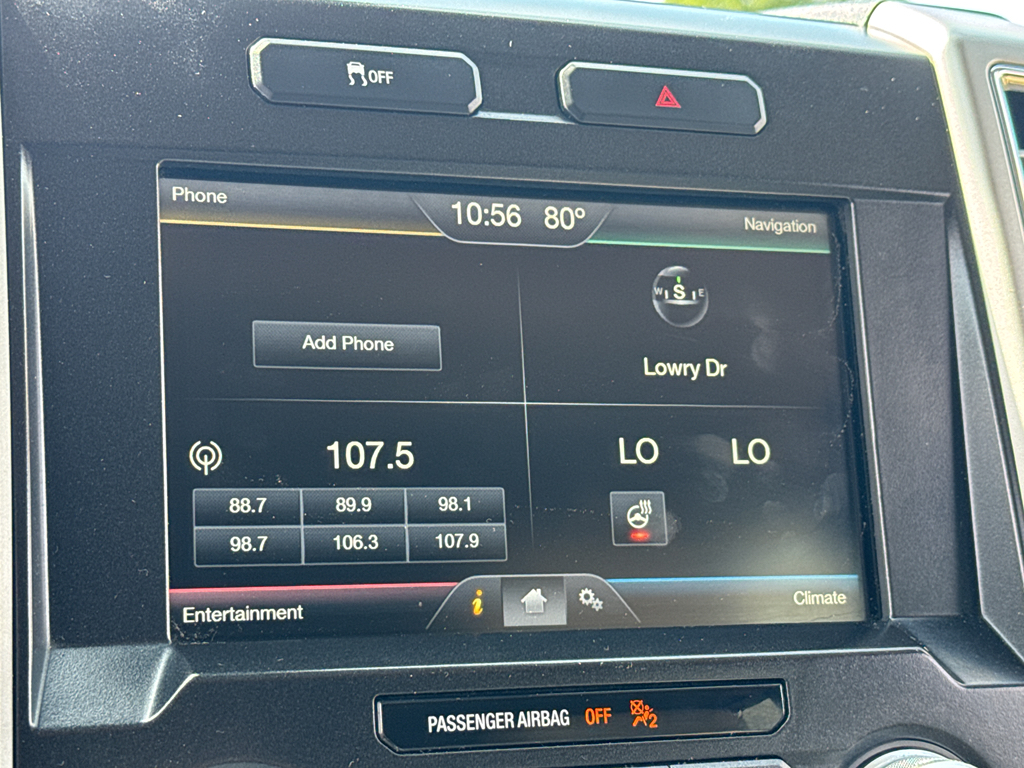 OFF
Phone
10:56 80°
Navigation
W S E
Add Phone
Lowry Dr
107.5
LO LO
88.7 89.9 98.1
98.7 106.3 107.9
Entertainment
i
Climate
PASSENGER AIRBAG OFF 2